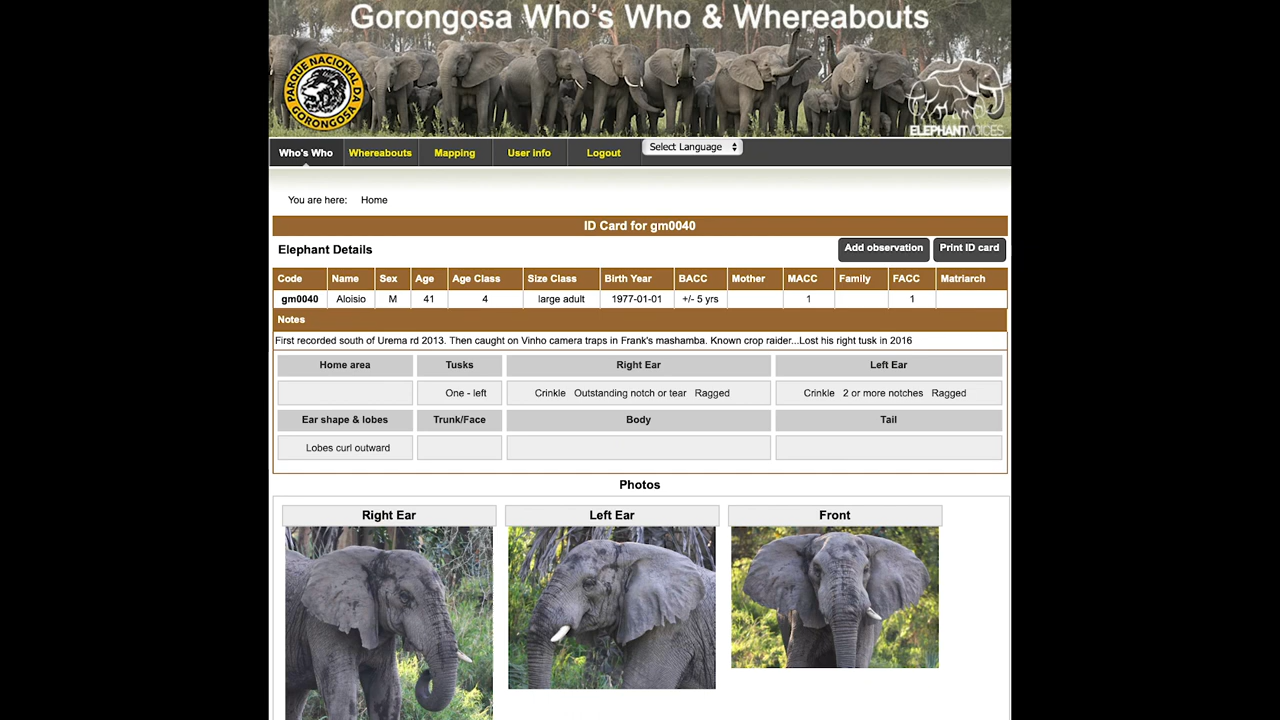 Gorongosa Who's Who & Whereabouts
PARQUE NACIONAL DA GORONGOSA
ELEPHANTVOICES
Who's Who Whereabouts Mapping User info Logout Select Language
You are here: Home
ID Card for gm0040
Elephant Details Add observation Print ID card
Code Name Sex Age Age Class Size Class Birth Year BACC Mother MACC Family FACC Matriarch
gm0040 Aloisio M 41 4 large adult 1977-01-01 +/- 5 yrs 1 1
Notes
First recorded south of Urema rd 2013. Then caught on Vinho camera traps in Frank's mashamba. Known crop raider...Lost his right tusk in 2016
Home area Tusks Right Ear Left Ear
One - left Crinkle Outstanding notch or tear Ragged Crinkle 2 or more notches Ragged
Ear shape & lobes Trunk/Face Body Tail
Lobes curl outward
Photos
Right Ear Left Ear Front